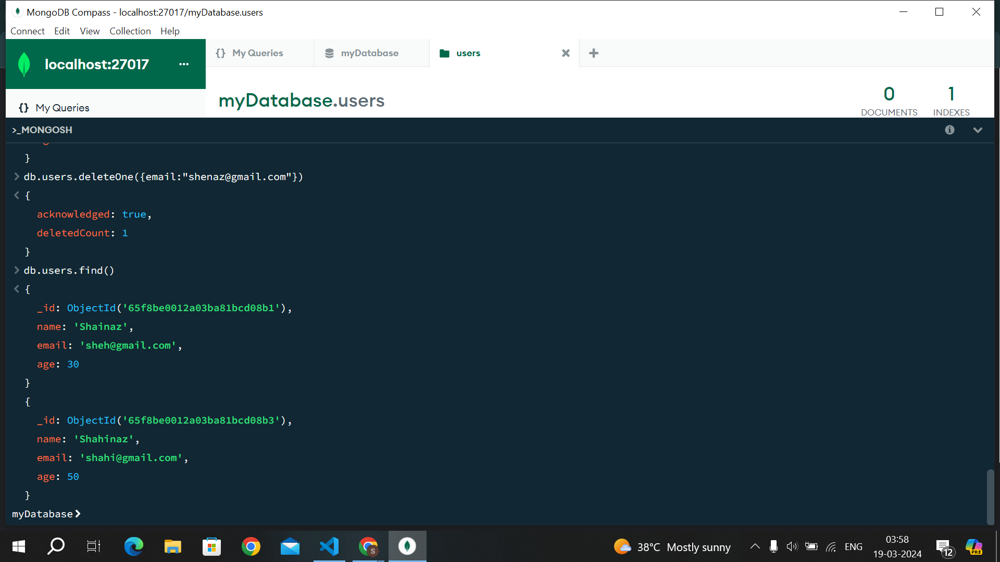 MongoDB Compass - localhost:27017/myDatabase.users
Connect Edit View Collection Help
localhost:27017 ...
{} My Queries
myDatabase
users
{} My Queries
myDatabase.users
0
DOCUMENTS
1
INDEXES
>_MONGOSH
}
> db.users.deleteOne({email:"shenaz@gmail.com"})
< {
acknowledged: true,
deletedCount: 1
}
> db.users.find()
< {
_id: ObjectId('65f8be0012a03ba81bcd08b1'),
name: 'Shainaz',
email: 'sheh@gmail.com',
age: 30
}
{
_id: ObjectId('65f8be0012a03ba81bcd08b3'),
name: 'Shahinaz',
email: 'shahi@gmail.com',
age: 50
}
myDatabase>
S
38°C Mostly sunny
ENG
03:58
19-03-2024
12
PRE